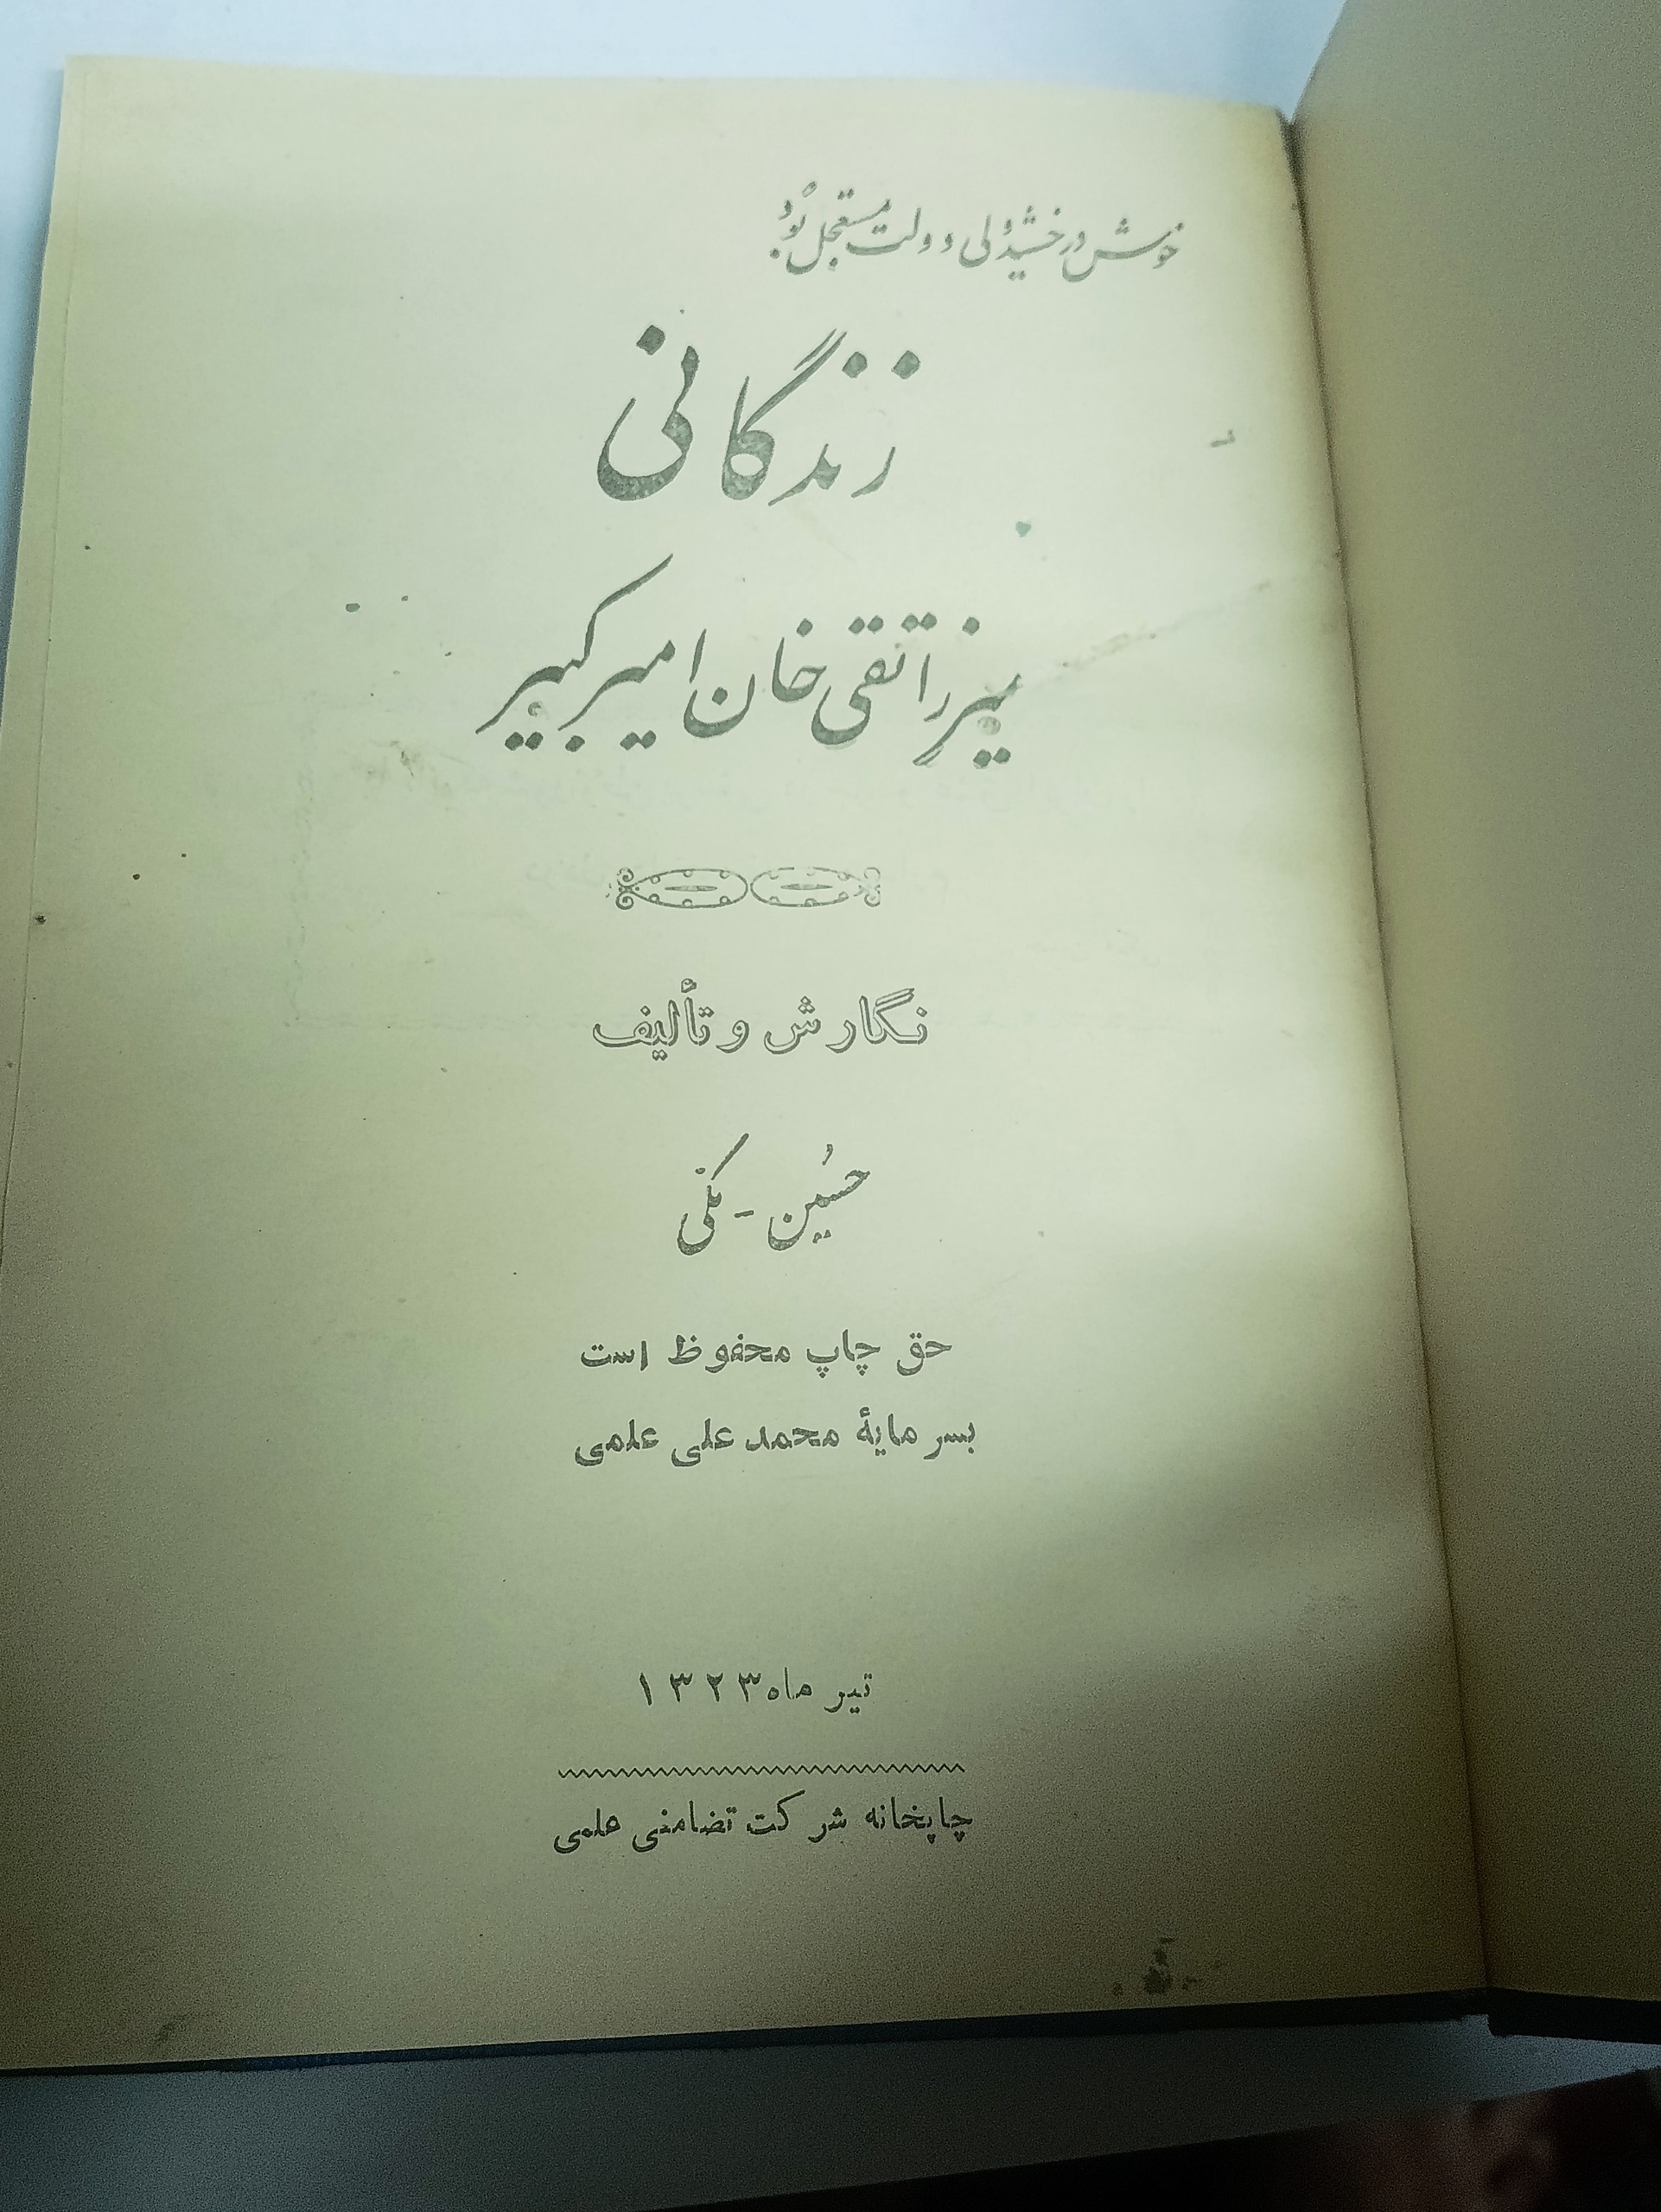 خوش درخشید ولی دولت مستعجل بود
زندگانی
میرزا تقی خان امیر کبیر
نگارش و تألیف
حسین - مکی
حق چاپ محفوظ است
بسرمایهٔ محمد علی علمی
تیر ماه ۱۳۲۳
چاپخانه شرکت تضامنی علمی